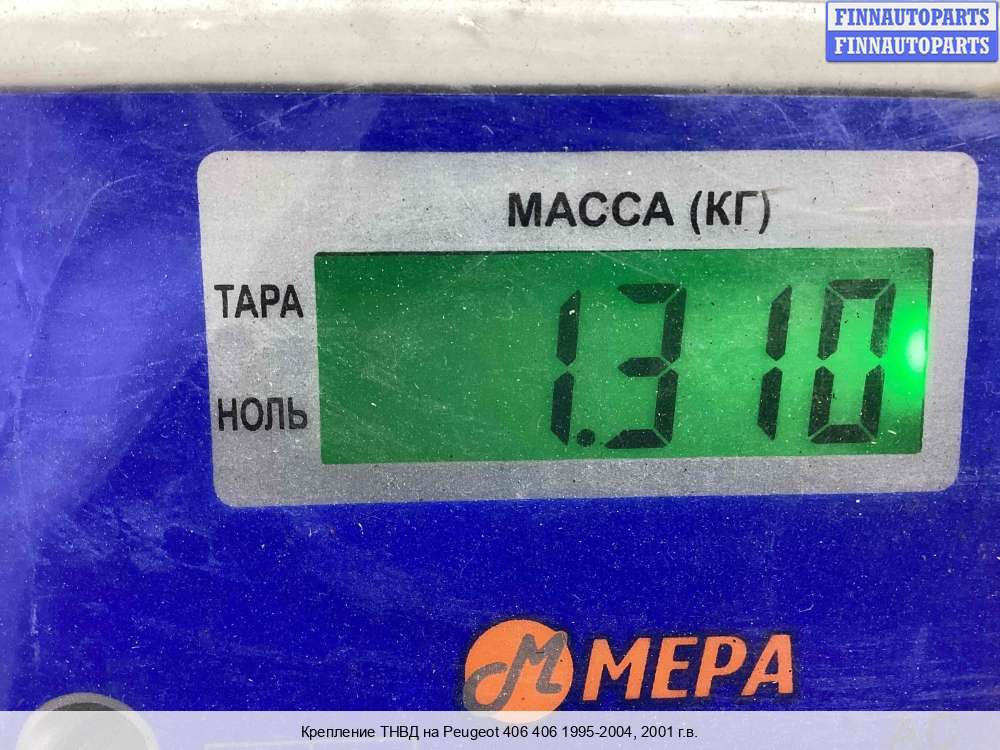 FINNAUTOPARTS
FINNAUTOPARTS
МАССА (КГ)
ТАРА
1.310
НОЛЬ
МЕРА
Крепление ТНВД на Peugeot 406 406 1995-2004, 2001 г.в.